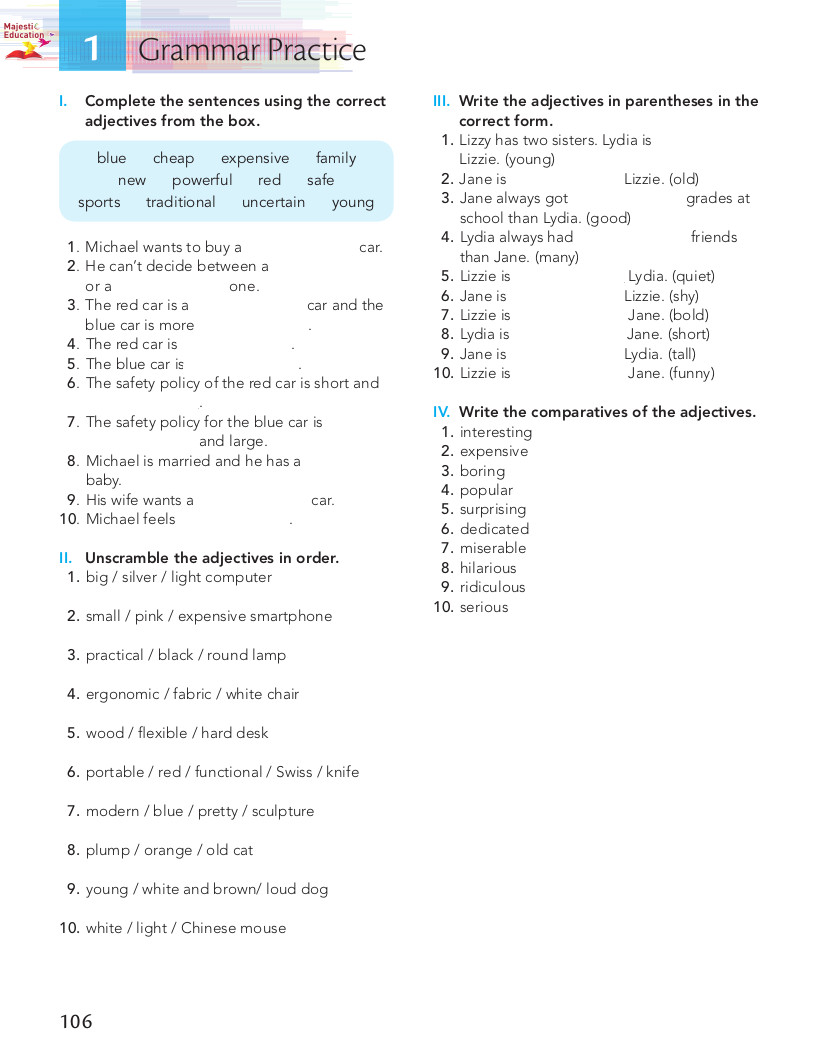 Majestic
Education
1 Grammar Practice
I. Complete the sentences using the correct
adjectives from the box.
blue cheap expensive family
new powerful red safe
sports traditional uncertain young
1. Michael wants to buy a car.
2. He can't decide between a
or a one.
3. The red car is a car and the
blue car is more .
4. The red car is .
5. The blue car is .
6. The safety policy of the red car is short and
.
7. The safety policy for the blue car is
and large.
8. Michael is married and he has a
baby.
9. His wife wants a car.
10. Michael feels .
II. Unscramble the adjectives in order.
1. big / silver / light computer
2. small / pink / expensive smartphone
3. practical / black / round lamp
4. ergonomic / fabric / white chair
5. wood / flexible / hard desk
6. portable / red / functional / Swiss / knife
7. modern / blue / pretty / sculpture
8. plump / orange / old cat
9. young / white and brown/ loud dog
10. white / light / Chinese mouse
III. Write the adjectives in parentheses in the
correct form.
1. Lizzy has two sisters. Lydia is
Lizzie. (young)
2. Jane is Lizzie. (old)
3. Jane always got grades at
school than Lydia. (good)
4. Lydia always had friends
than Jane. (many)
5. Lizzie is Lydia. (quiet)
6. Jane is Lizzie. (shy)
7. Lizzie is Jane. (bold)
8. Lydia is Jane. (short)
9. Jane is Lydia. (tall)
10. Lizzie is Jane. (funny)
IV. Write the comparatives of the adjectives.
1. interesting
2. expensive
3. boring
4. popular
5. surprising
6. dedicated
7. miserable
8. hilarious
9. ridiculous
10. serious
106